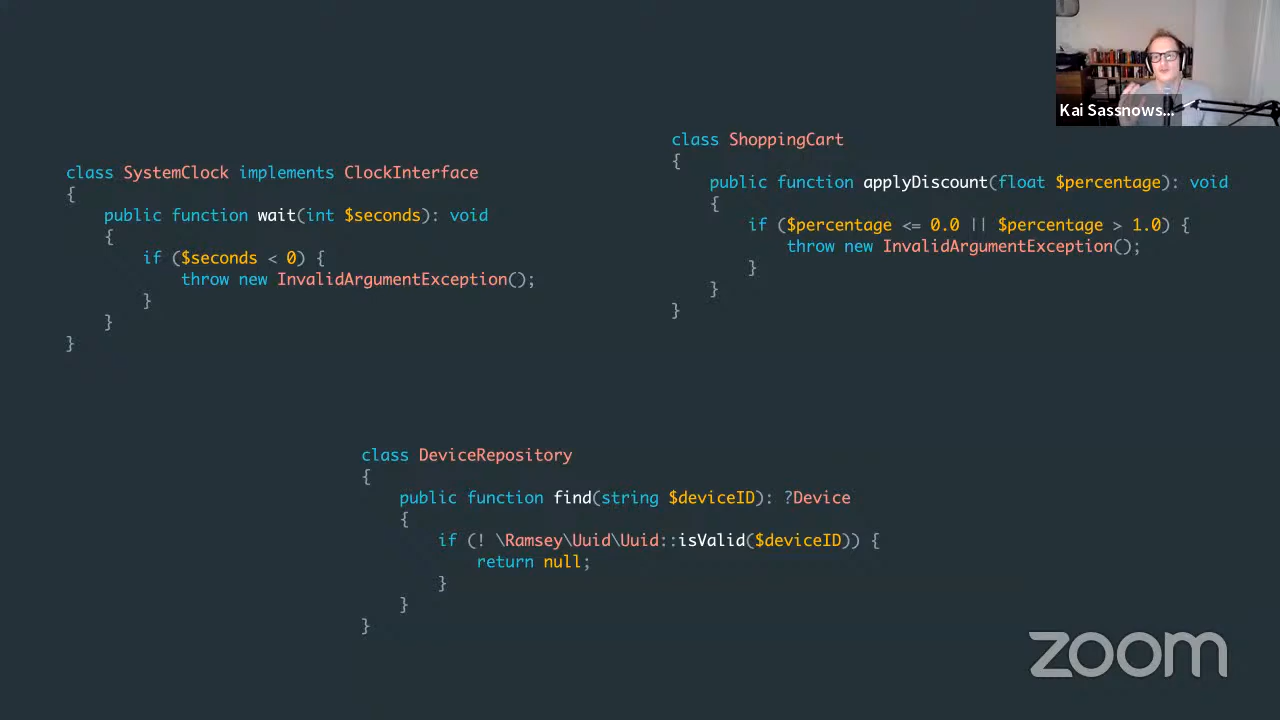 Kai Sassnows...
class SystemClock implements ClockInterface
{
    public function wait(int $seconds): void
    {
        if ($seconds < 0) {
            throw new InvalidArgumentException();
        }
    }
}
class ShoppingCart
{
    public function applyDiscount(float $percentage): void
    {
        if ($percentage <= 0.0 || $percentage > 1.0) {
            throw new InvalidArgumentException();
        }
    }
}
class DeviceRepository
{
    public function find(string $deviceID): ?Device
    {
        if (! \Ramsey\Uuid\Uuid::isValid($deviceID)) {
            return null;
        }
    }
}
zoom